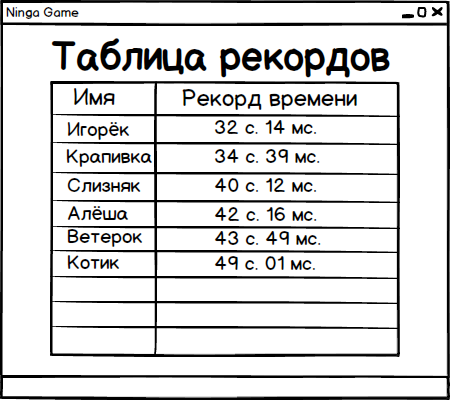 Ninga Game
Таблица рекордов
Имя Рекорд времени
Игорёк 32 с. 14 мс.
Крапивка 34 с. 39 мс.
Слизняк 40 с. 12 мс.
Алёша 42 с. 16 мс.
Ветерок 43 с. 49 мс.
Котик 49 с. 01 мс.